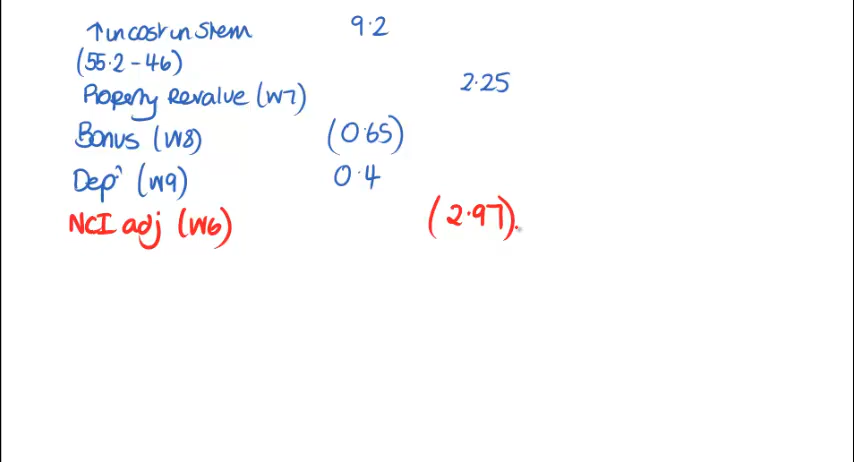 ↑ in cost in Stem 9.2
(55.2 - 46)
Property Revalue (W7) 2.25
Bonus (W8) (0.65)
Depⁿ (W9) 0.4
NCI adj (W6) (2.97)